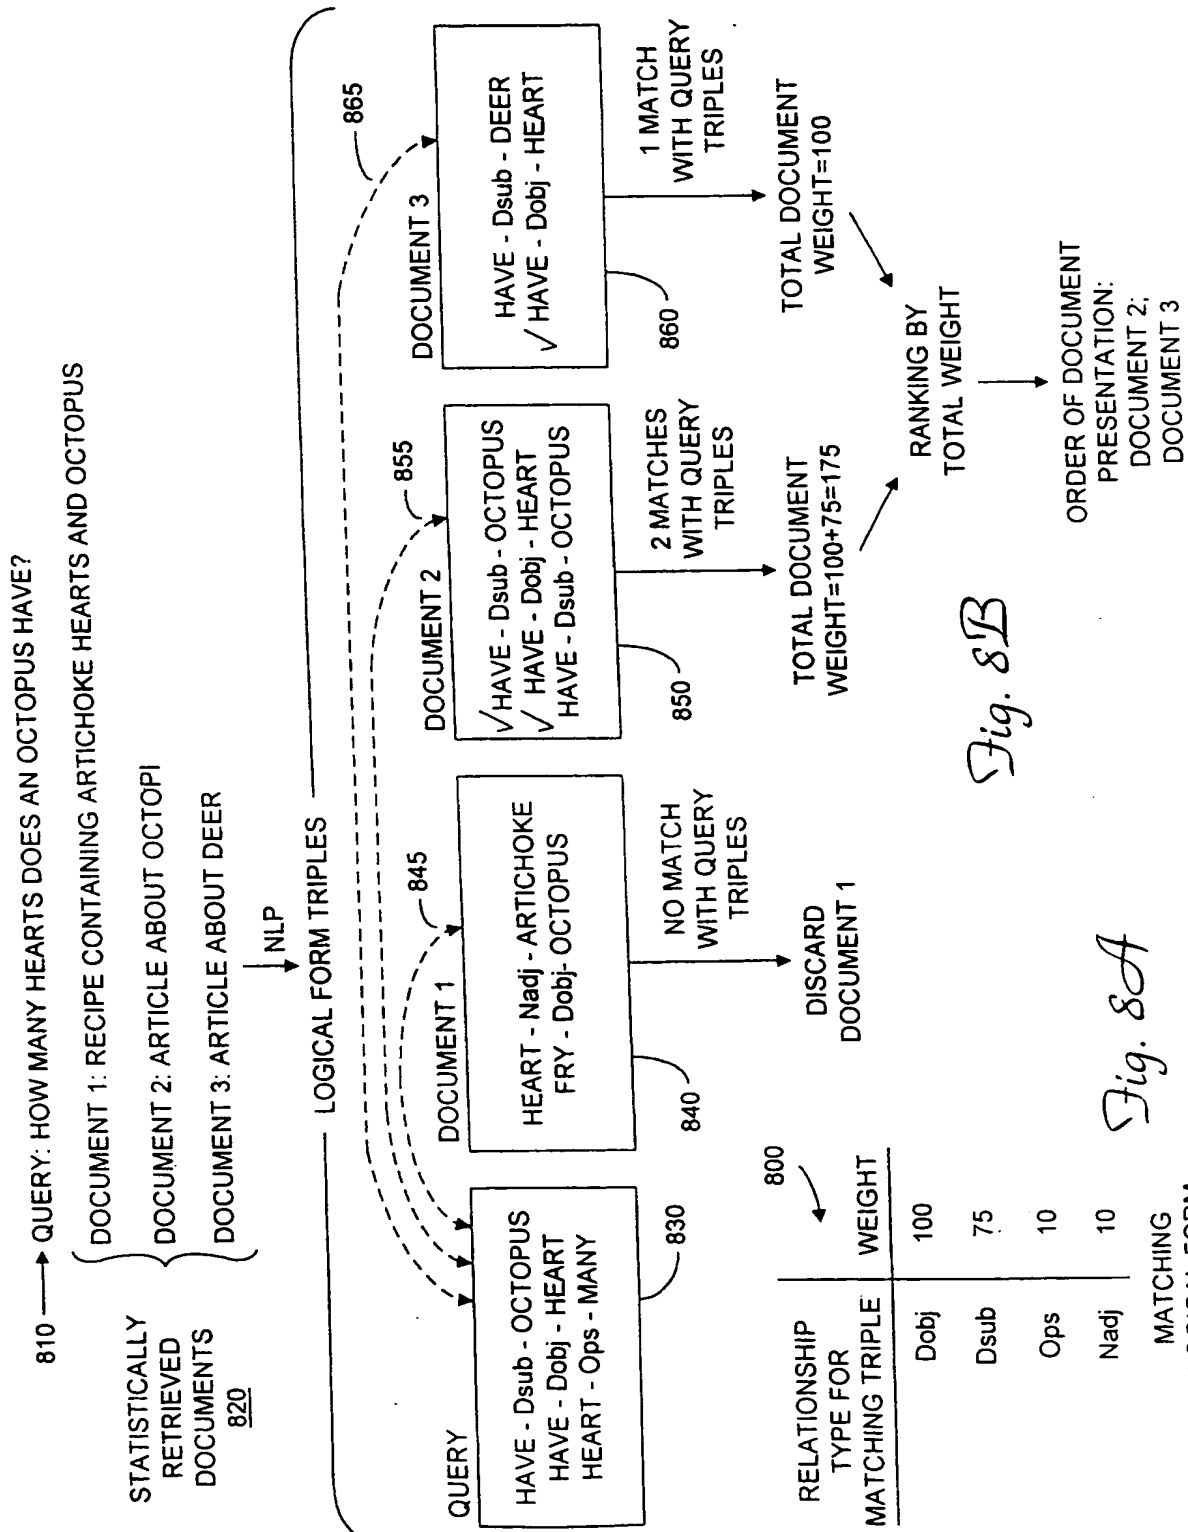 810 QUERY: HOW MANY HEARTS DOES AN OCTOPUS HAVE?
STATISTICALLY
RETRIEVED
DOCUMENTS
820
DOCUMENT 1: RECIPE CONTAINING ARTICHOKE HEARTS AND OCTOPUS
DOCUMENT 2: ARTICLE ABOUT OCTOPI
DOCUMENT 3: ARTICLE ABOUT DEER
NLP
LOGICAL FORM TRIPLES
QUERY
HAVE - Dsub - OCTOPUS
HAVE - Dobj - HEART
HEART - Ops - MANY
830
DOCUMENT 1
845
HEART - Nadj - ARTICHOKE
FRY - Dobj- OCTOPUS
840
NO MATCH
WITH QUERY
TRIPLES
DISCARD
DOCUMENT 1
DOCUMENT 2
855
✓HAVE - Dsub - OCTOPUS
✓ HAVE - Dobj - HEART
HAVE - Dsub - OCTOPUS
850
2 MATCHES
WITH QUERY
TRIPLES
TOTAL DOCUMENT
WEIGHT=100+75=175
DOCUMENT 3
865
HAVE - Dsub - DEER
✓ HAVE - Dobj - HEART
860
1 MATCH
WITH QUERY
TRIPLES
TOTAL DOCUMENT
WEIGHT=100
RANKING BY
TOTAL WEIGHT
ORDER OF DOCUMENT
PRESENTATION:
DOCUMENT 2;
DOCUMENT 3
Fig. 8B
800
RELATIONSHIP
TYPE FOR
MATCHING TRIPLE WEIGHT
Dobj 100
Dsub 75
Ops 10
Nadj 10
MATCHING
Fig. 8A